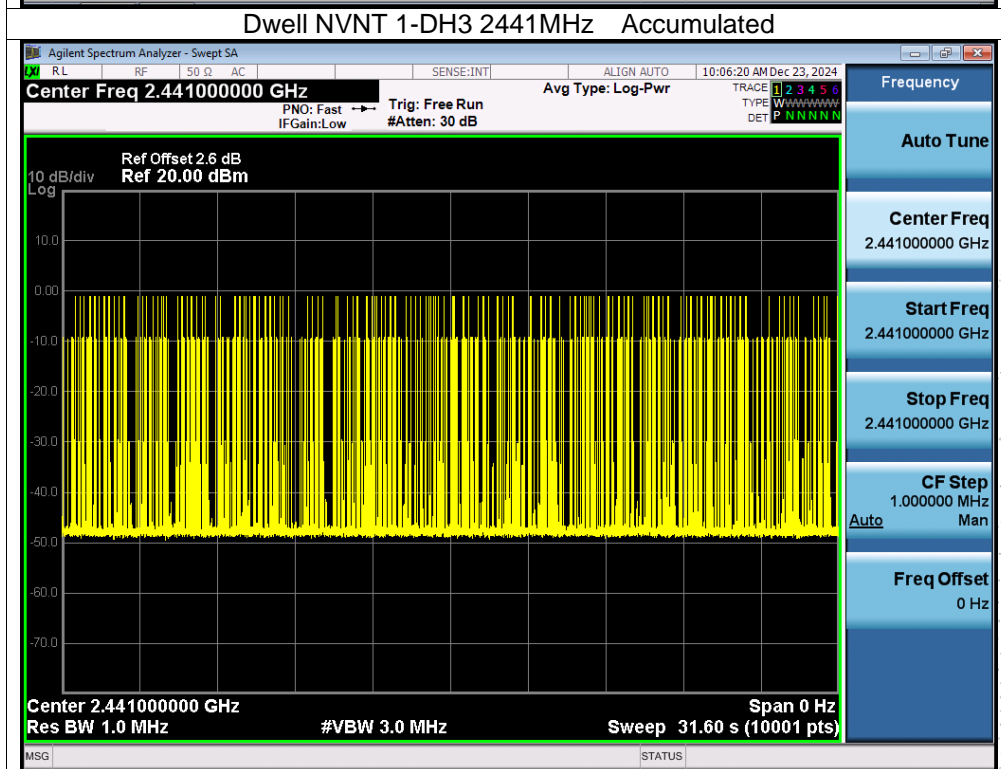 Dwell NVNT 1-DH3 2441MHz Accumulated
Agilent Spectrum Analyzer - Swept SA
LXI RL RF 50 Ω AC SENSE:INT ALIGN AUTO 10:06:20 AM Dec 23, 2024
Center Freq 2.441000000 GHz Avg Type: Log-Pwr TRACE 1 2 3 4 5 6
PNO: Fast Trig: Free Run TYPE W W W W W W
IFGain:Low #Atten: 30 dB DET P N N N N N
Frequency
Auto Tune
Ref Offset 2.6 dB
10 dB/div Ref 20.00 dBm
Log
10.0
0.00
-10.0
-20.0
-30.0
-40.0
-50.0
-60.0
-70.0
Center Freq
2.441000000 GHz
Start Freq
2.441000000 GHz
Stop Freq
2.441000000 GHz
CF Step
1.000000 MHz
Auto Man
Freq Offset
0 Hz
Center 2.441000000 GHz Span 0 Hz
Res BW 1.0 MHz #VBW 3.0 MHz Sweep 31.60 s (10001 pts)
MSG STATUS